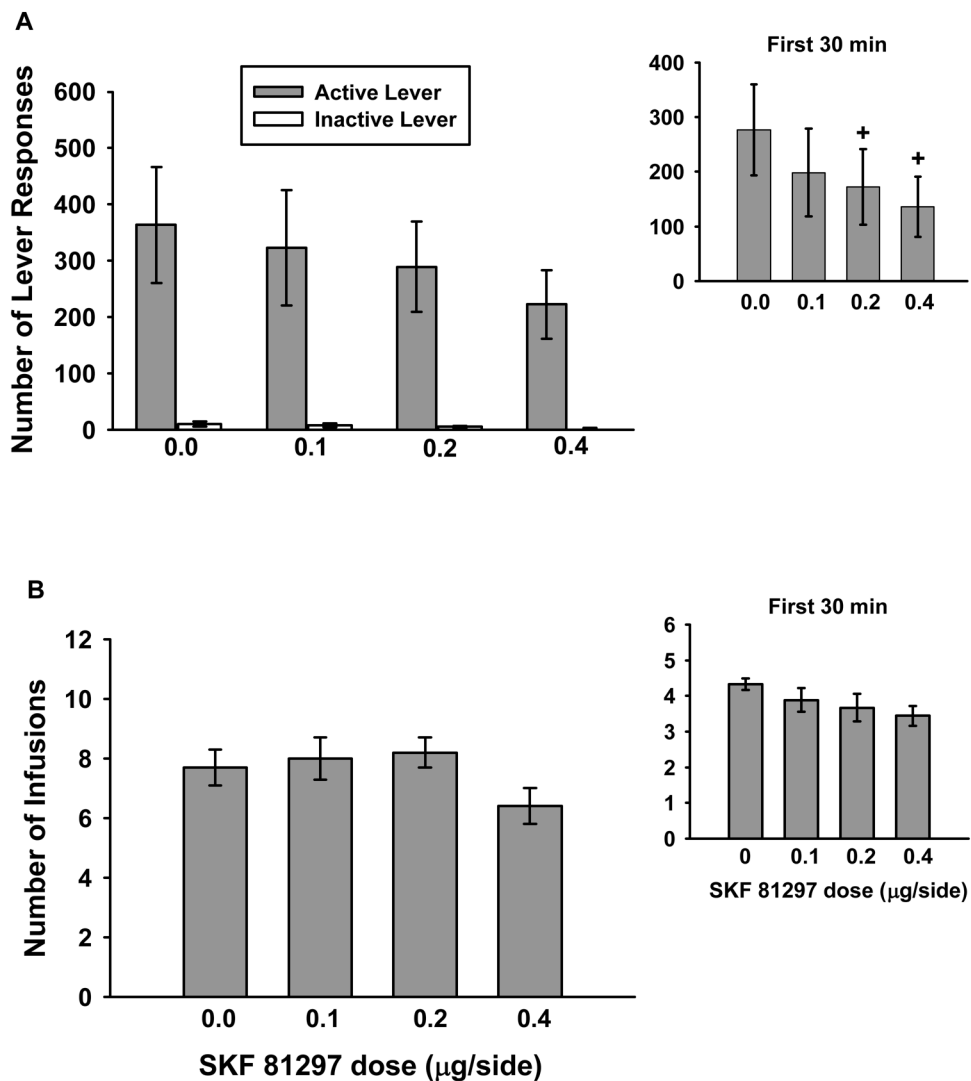 A
Number of Lever Responses
600
500
400
300
200
100
0
Active Lever
Inactive Lever
0.0 0.1 0.2 0.4
First 30 min
400
300
200
100
0
+
+
0.0 0.1 0.2 0.4
B
Number of Infusions
12
10
8
6
4
2
0
0.0 0.1 0.2 0.4
SKF 81297 dose (μg/side)
First 30 min
6
5
4
3
2
1
0
0 0.1 0.2 0.4
SKF 81297 dose (μg/side)